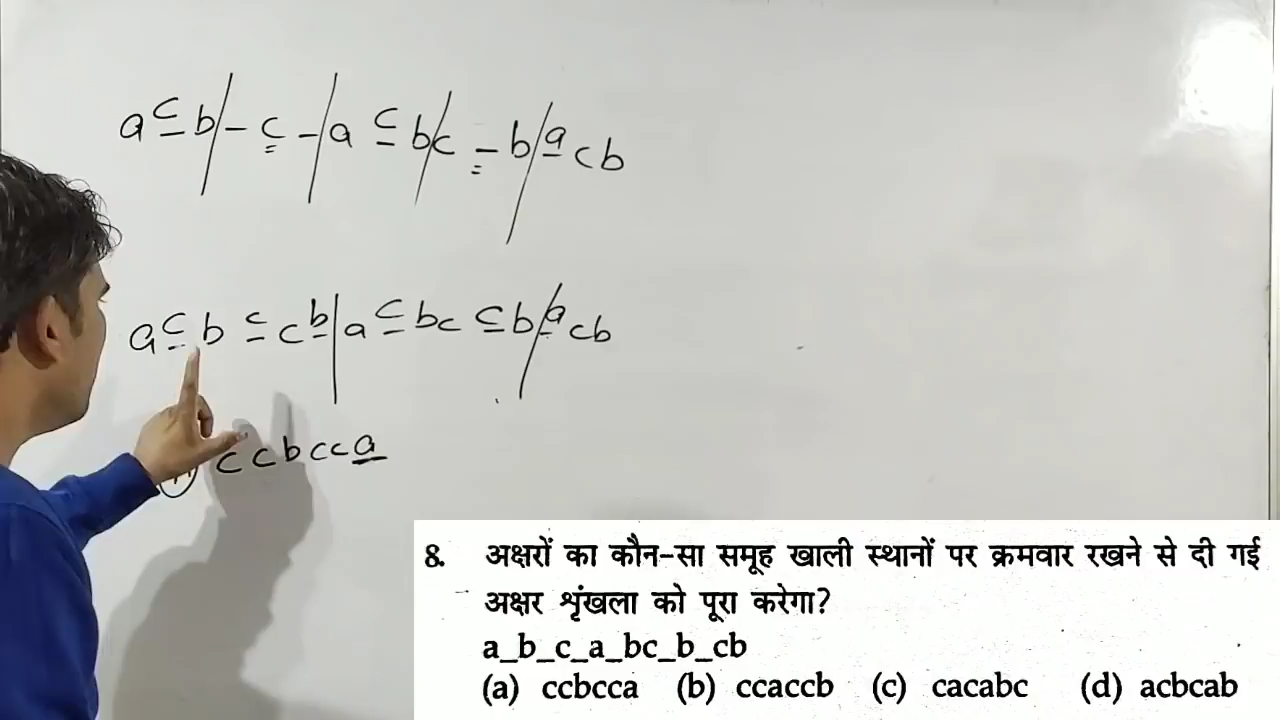 a c b / - c - / a c b / c - b / a c b
a c b c c b | a c b c c b / a c b
c c b c c a
8. अक्षरों का कौन-सा समूह खाली स्थानों पर क्रमवार रखने से दी गई
अक्षर शृंखला को पूरा करेगा?
a_b_c_a_bc_b_cb
(a) ccbcca (b) ccaccb (c) cacabc (d) acbcab